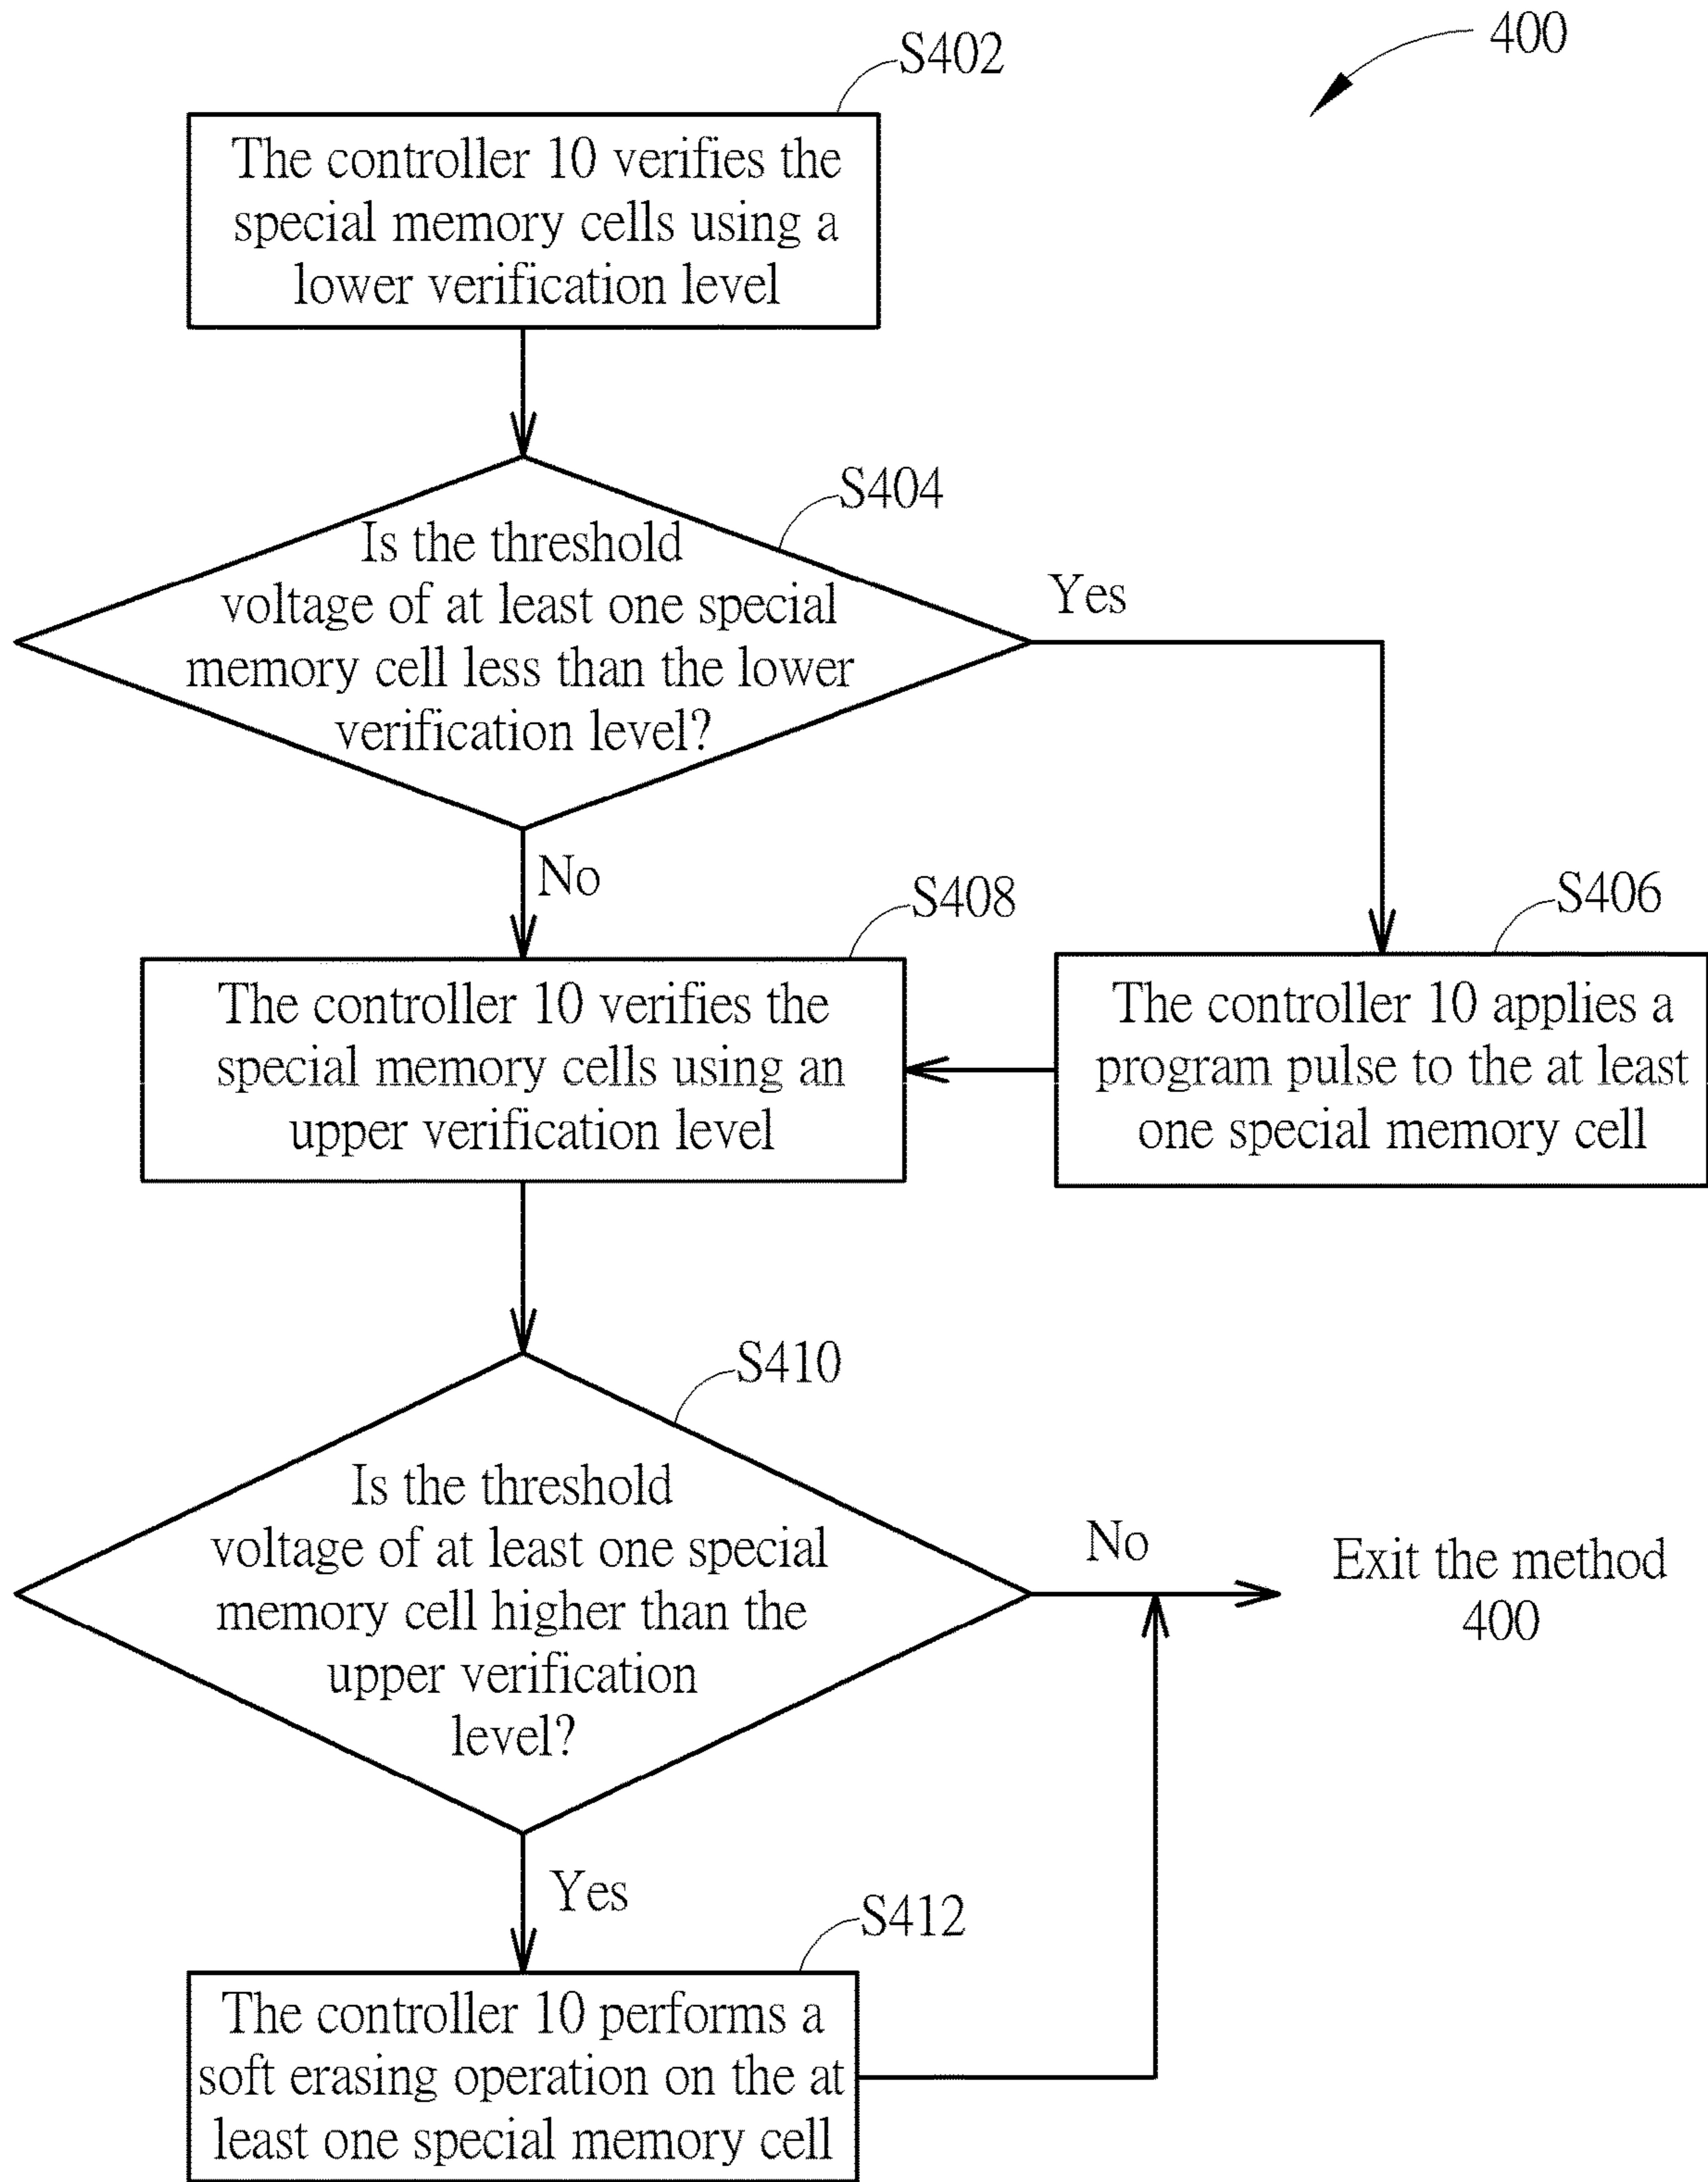 400
S402
The controller 10 verifies the
special memory cells using a
lower verification level
S404
Is the threshold
voltage of at least one special
memory cell less than the lower
verification level?
Yes
No
S408
S406
The controller 10 verifies the
special memory cells using an
upper verification level
The controller 10 applies a
program pulse to the at least
one special memory cell
S410
Is the threshold
voltage of at least one special
memory cell higher than the
upper verification
level?
No
Exit the method
400
Yes
S412
The controller 10 performs a
soft erasing operation on the at
least one special memory cell